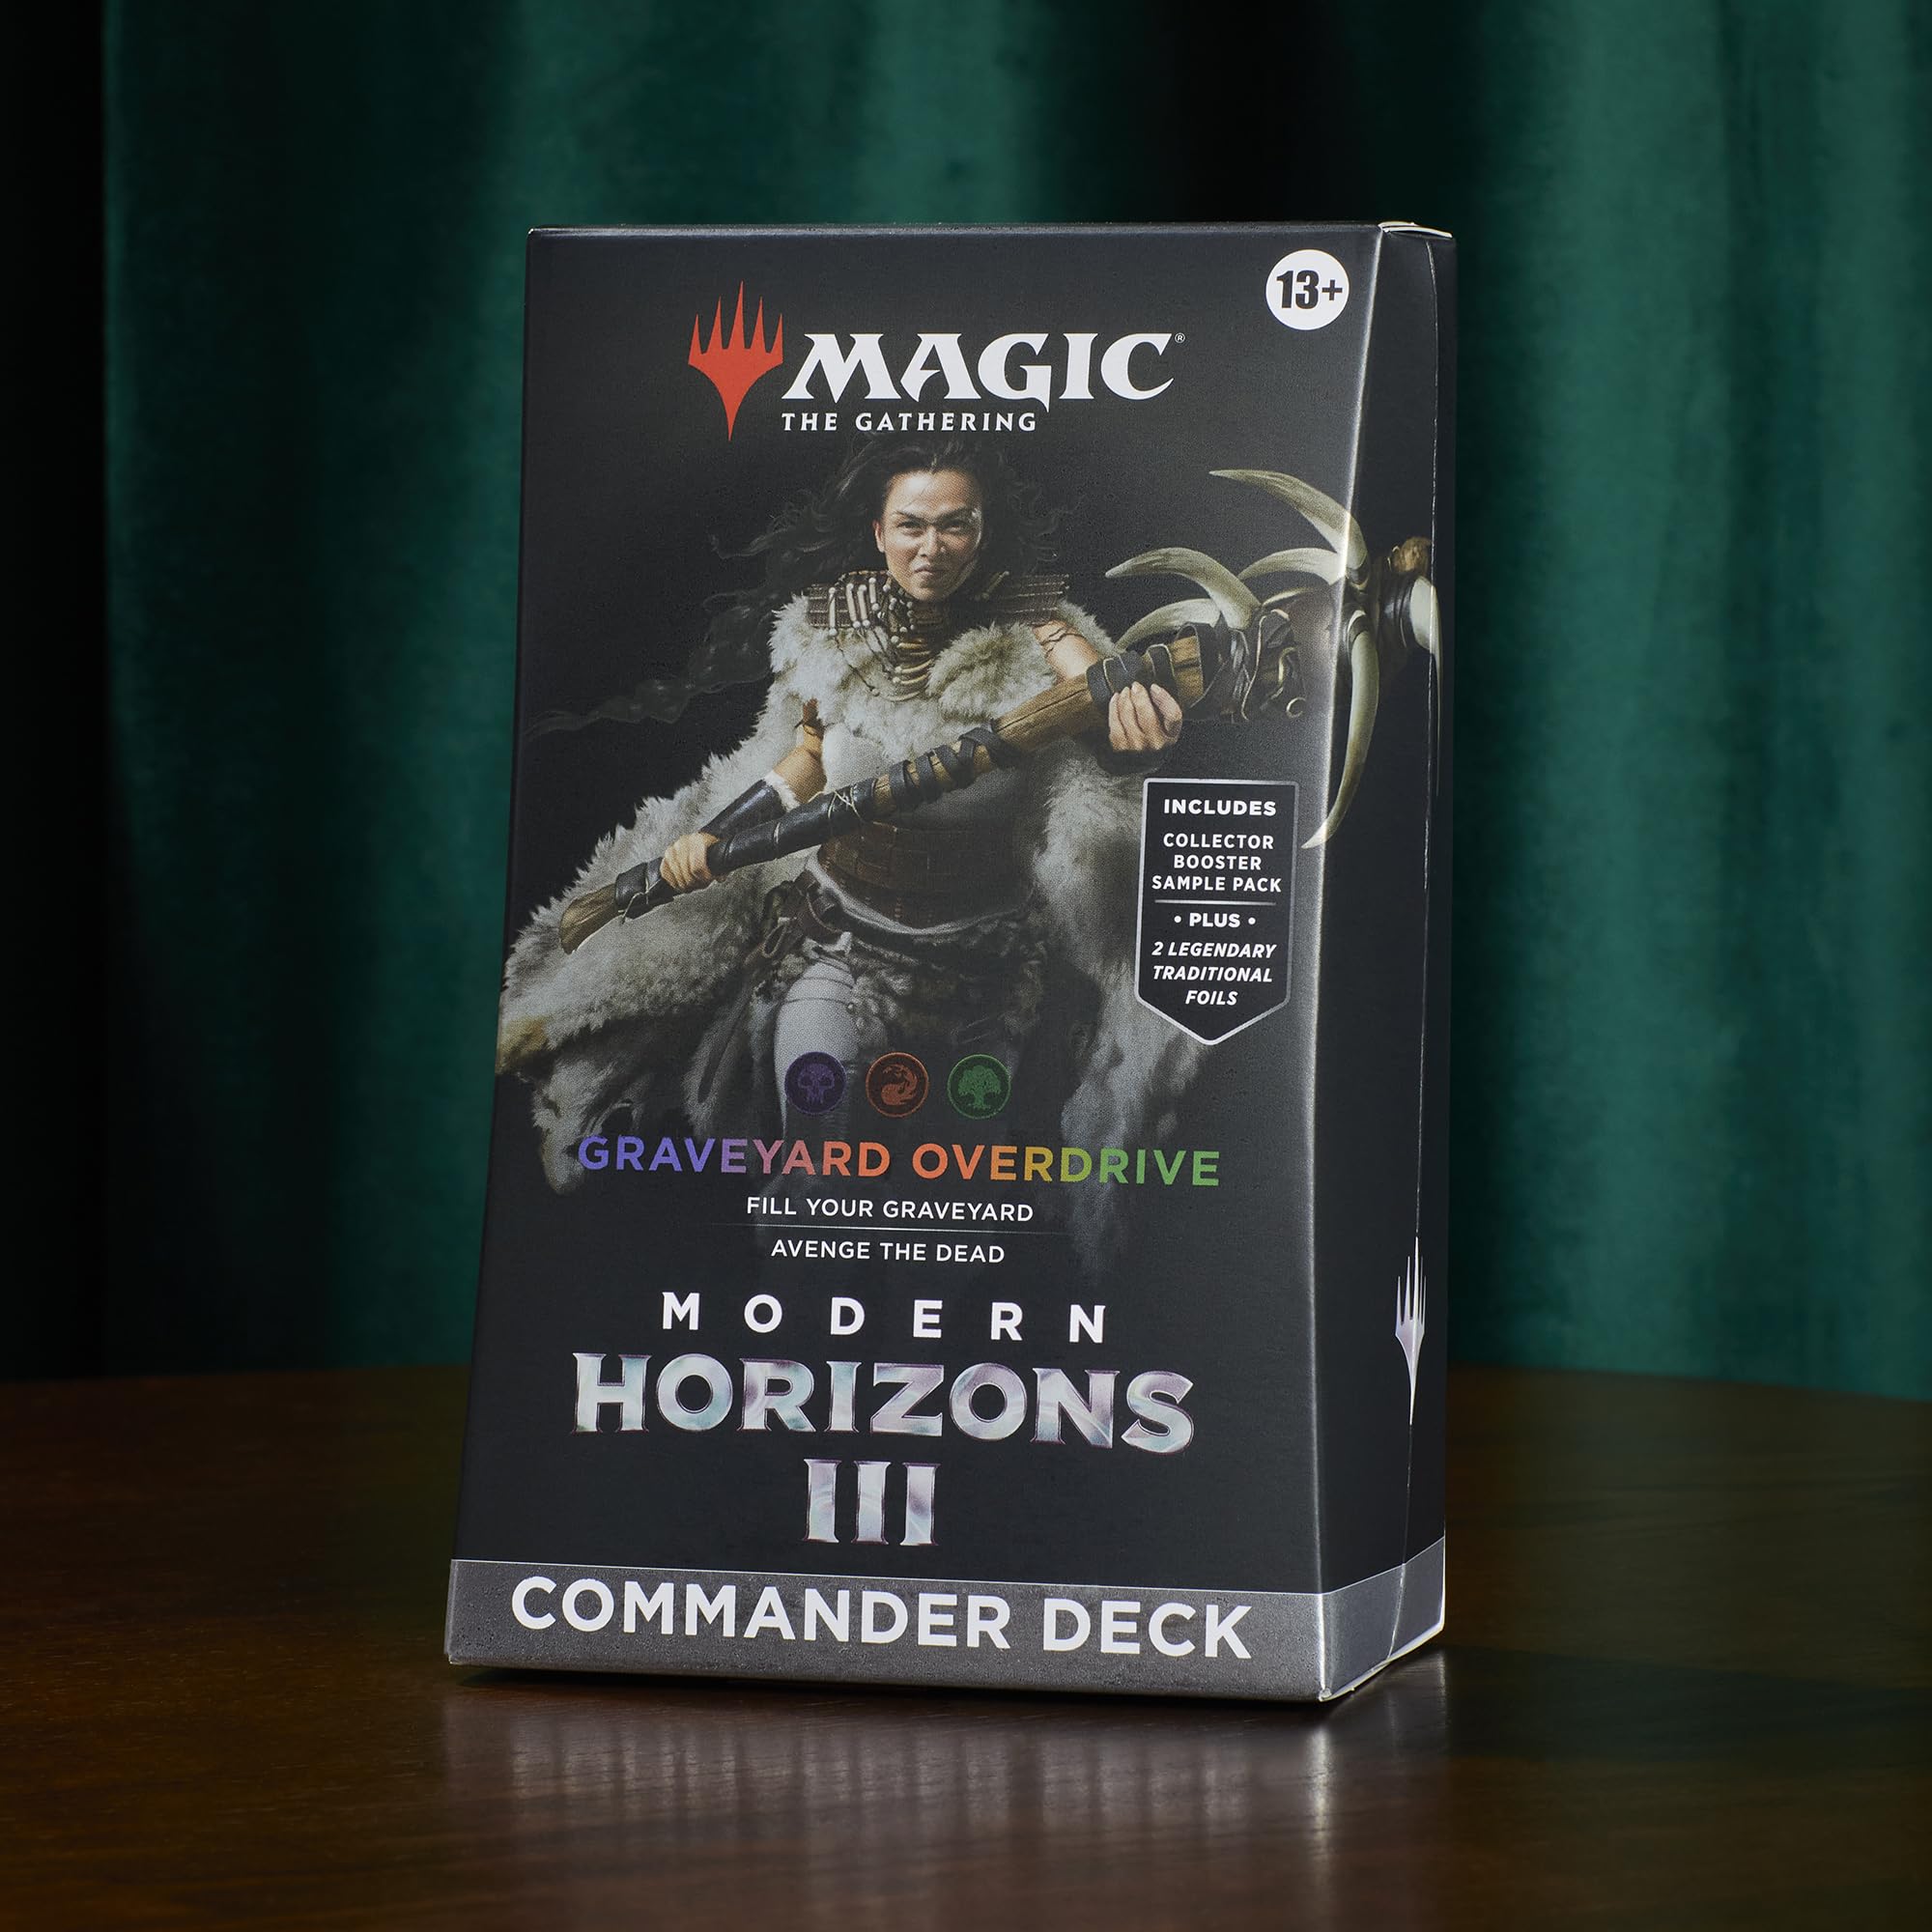 13+
MAGIC®
THE GATHERING
INCLUDES
COLLECTOR
BOOSTER
SAMPLE PACK
• PLUS •
2 LEGENDARY
TRADITIONAL
FOILS
GRAVEYARD OVERDRIVE
FILL YOUR GRAVEYARD
AVENGE THE DEAD
MODERN
HORIZONS
III
COMMANDER DECK